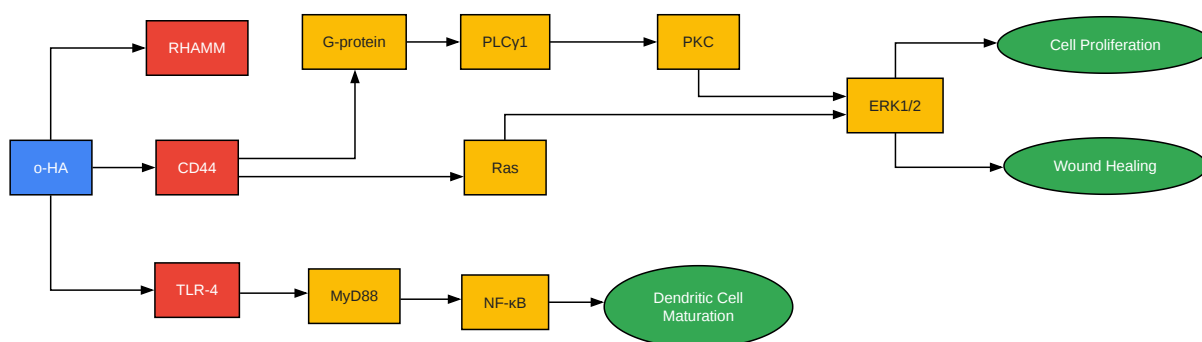 RHAMM
G-protein
PLCγ1
PKC
Cell Proliferation
ERK1/2
o-HA
CD44
Ras
Wound Healing
TLR-4
MyD88
NF-κB
Dendritic Cell
Maturation